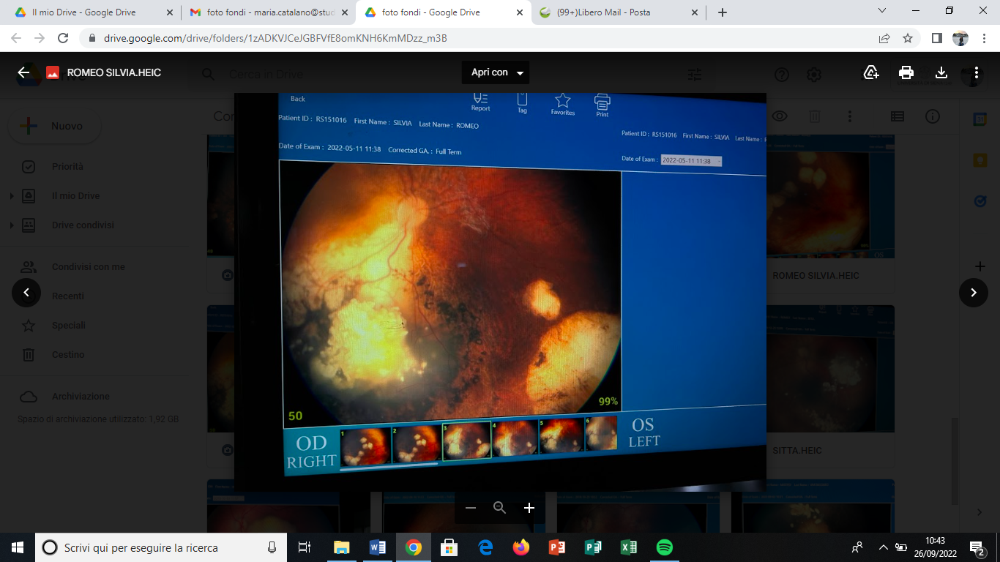 Il mio Drive - Google Drive
foto fondi - maria.catalano@stud
foto fondi - Google Drive
(99+)Libero Mail - Posta
drive.google.com/drive/folders/1zADKVJCeJGBFVfE8omKNH6KmMDzz_m3B
ROMEO SILVIA.HEIC
Cerca in Drive
Apri con
Nuovo
Priorità
Il mio Drive
Drive condivisi
Condivisi con me
Recenti
Speciali
Cestino
Archiviazione
Spazio di archiviazione utilizzato: 1,92 GB
Back
Report
Tag
Favorites
Print
Patient ID : RS151016 First Name : SILVIA Last Name : ROMEO
Date of Exam : 2022-05-11 11:38 Corrected GA. : Full Term
Patient ID : RS151016 First Name : SILVIA Last Name :
Date of Exam : 2022-05-11 11:38
50
99%
OD
RIGHT
1
2
3
4
5
6
OS
LEFT
OS
ROMEO SILVIA.HEIC
SITTA.HEIC
Scrivi qui per eseguire la ricerca
10:43
26/09/2022
2